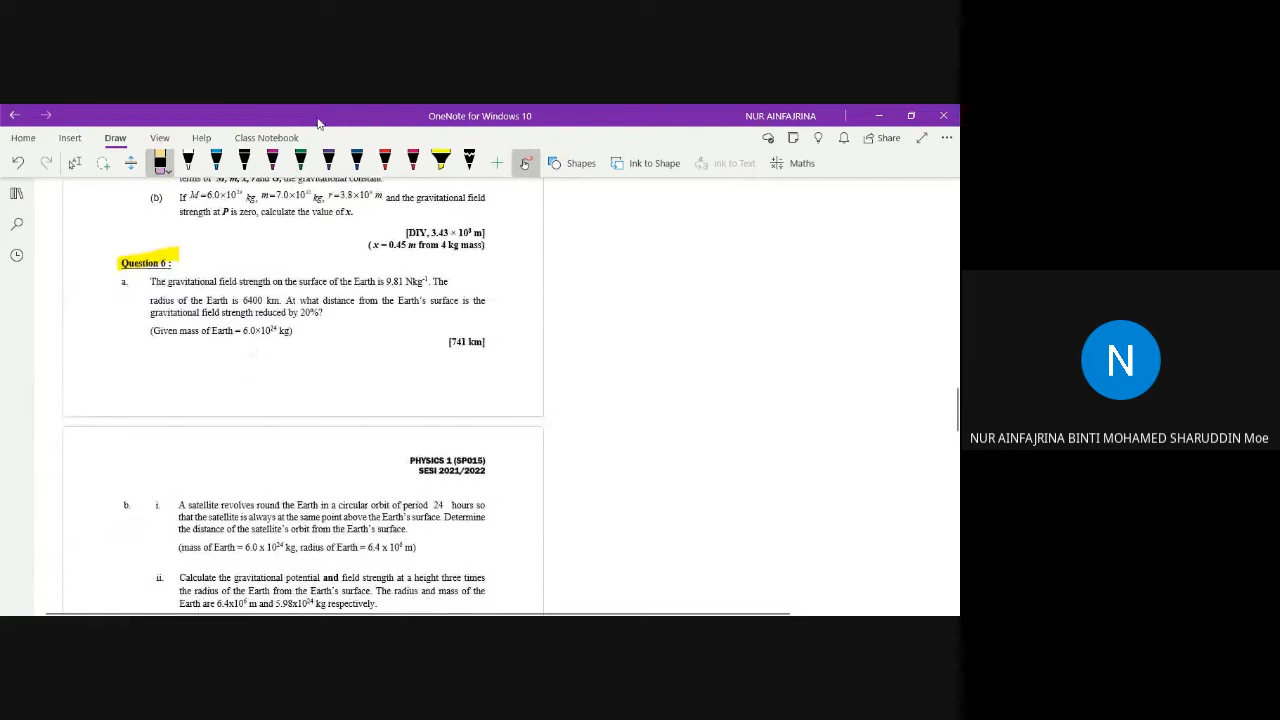 OneNote for Windows 10
NUR AINFAJRINA
Home Insert Draw View Help Class Notebook
Share
Shapes Ink to Shape Ink to Text Maths
terms of M, m, x, r and G, the gravitational constant.
(b) If M=6.0×10²⁴ kg, m=7.0×10²² kg, r=3.8×10⁸ m and the gravitational field
strength at P is zero, calculate the value of x.
[DIY, 3.43 × 10⁸ m]
( x – 0.45 m from 4 kg mass)
Question 6 :
a. The gravitational field strength on the surface of the Earth is 9.81 Nkg⁻¹. The
radius of the Earth is 6400 km. At what distance from the Earth's surface is the
gravitational field strength reduced by 20%?
(Given mass of Earth = 6.0×10²⁴ kg)
[741 km]
PHYSICS 1 (SP015)
SESI 2021/2022
b. i. A satellite revolves round the Earth in a circular orbit of period 24 hours so
that the satellite is always at the same point above the Earth's surface. Determine
the distance of the satellite's orbit from the Earth's surface.
(mass of Earth = 6.0 x 10²⁴ kg, radius of Earth = 6.4 x 10⁶ m)
ii. Calculate the gravitational potential and field strength at a height three times
the radius of the Earth from the Earth's surface. The radius and mass of the
Earth are 6.4x10⁶ m and 5.98x10²⁴ kg respectively.
N
NUR AINFAJRINA BINTI MOHAMED SHARUDDIN Moe